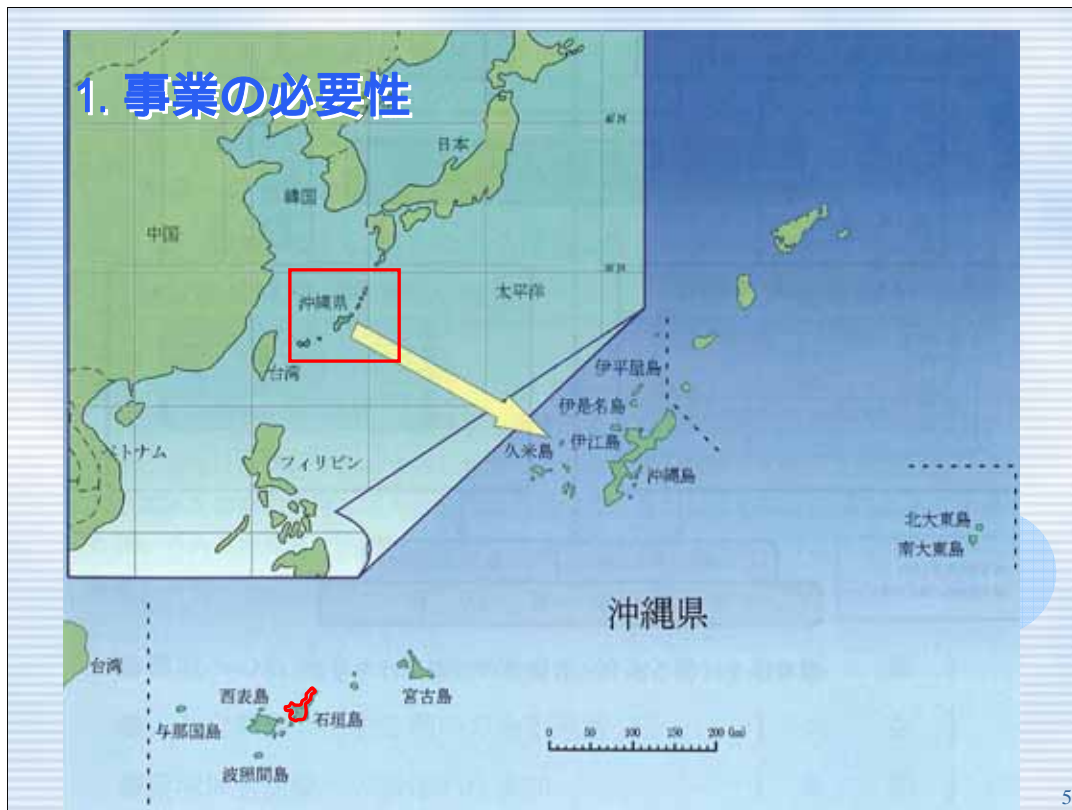 1. 事業の必要性
日本
韓国
中国
沖縄県
太平洋
台湾
ベトナム
フィリピン
伊平屋島
伊是名島
伊江島
久米島
沖縄島
北大東島
南大東島
沖縄県
台湾
西表島
石垣島
宮古島
与那国島
波照間島
0 50 100 150 200 (km)
5